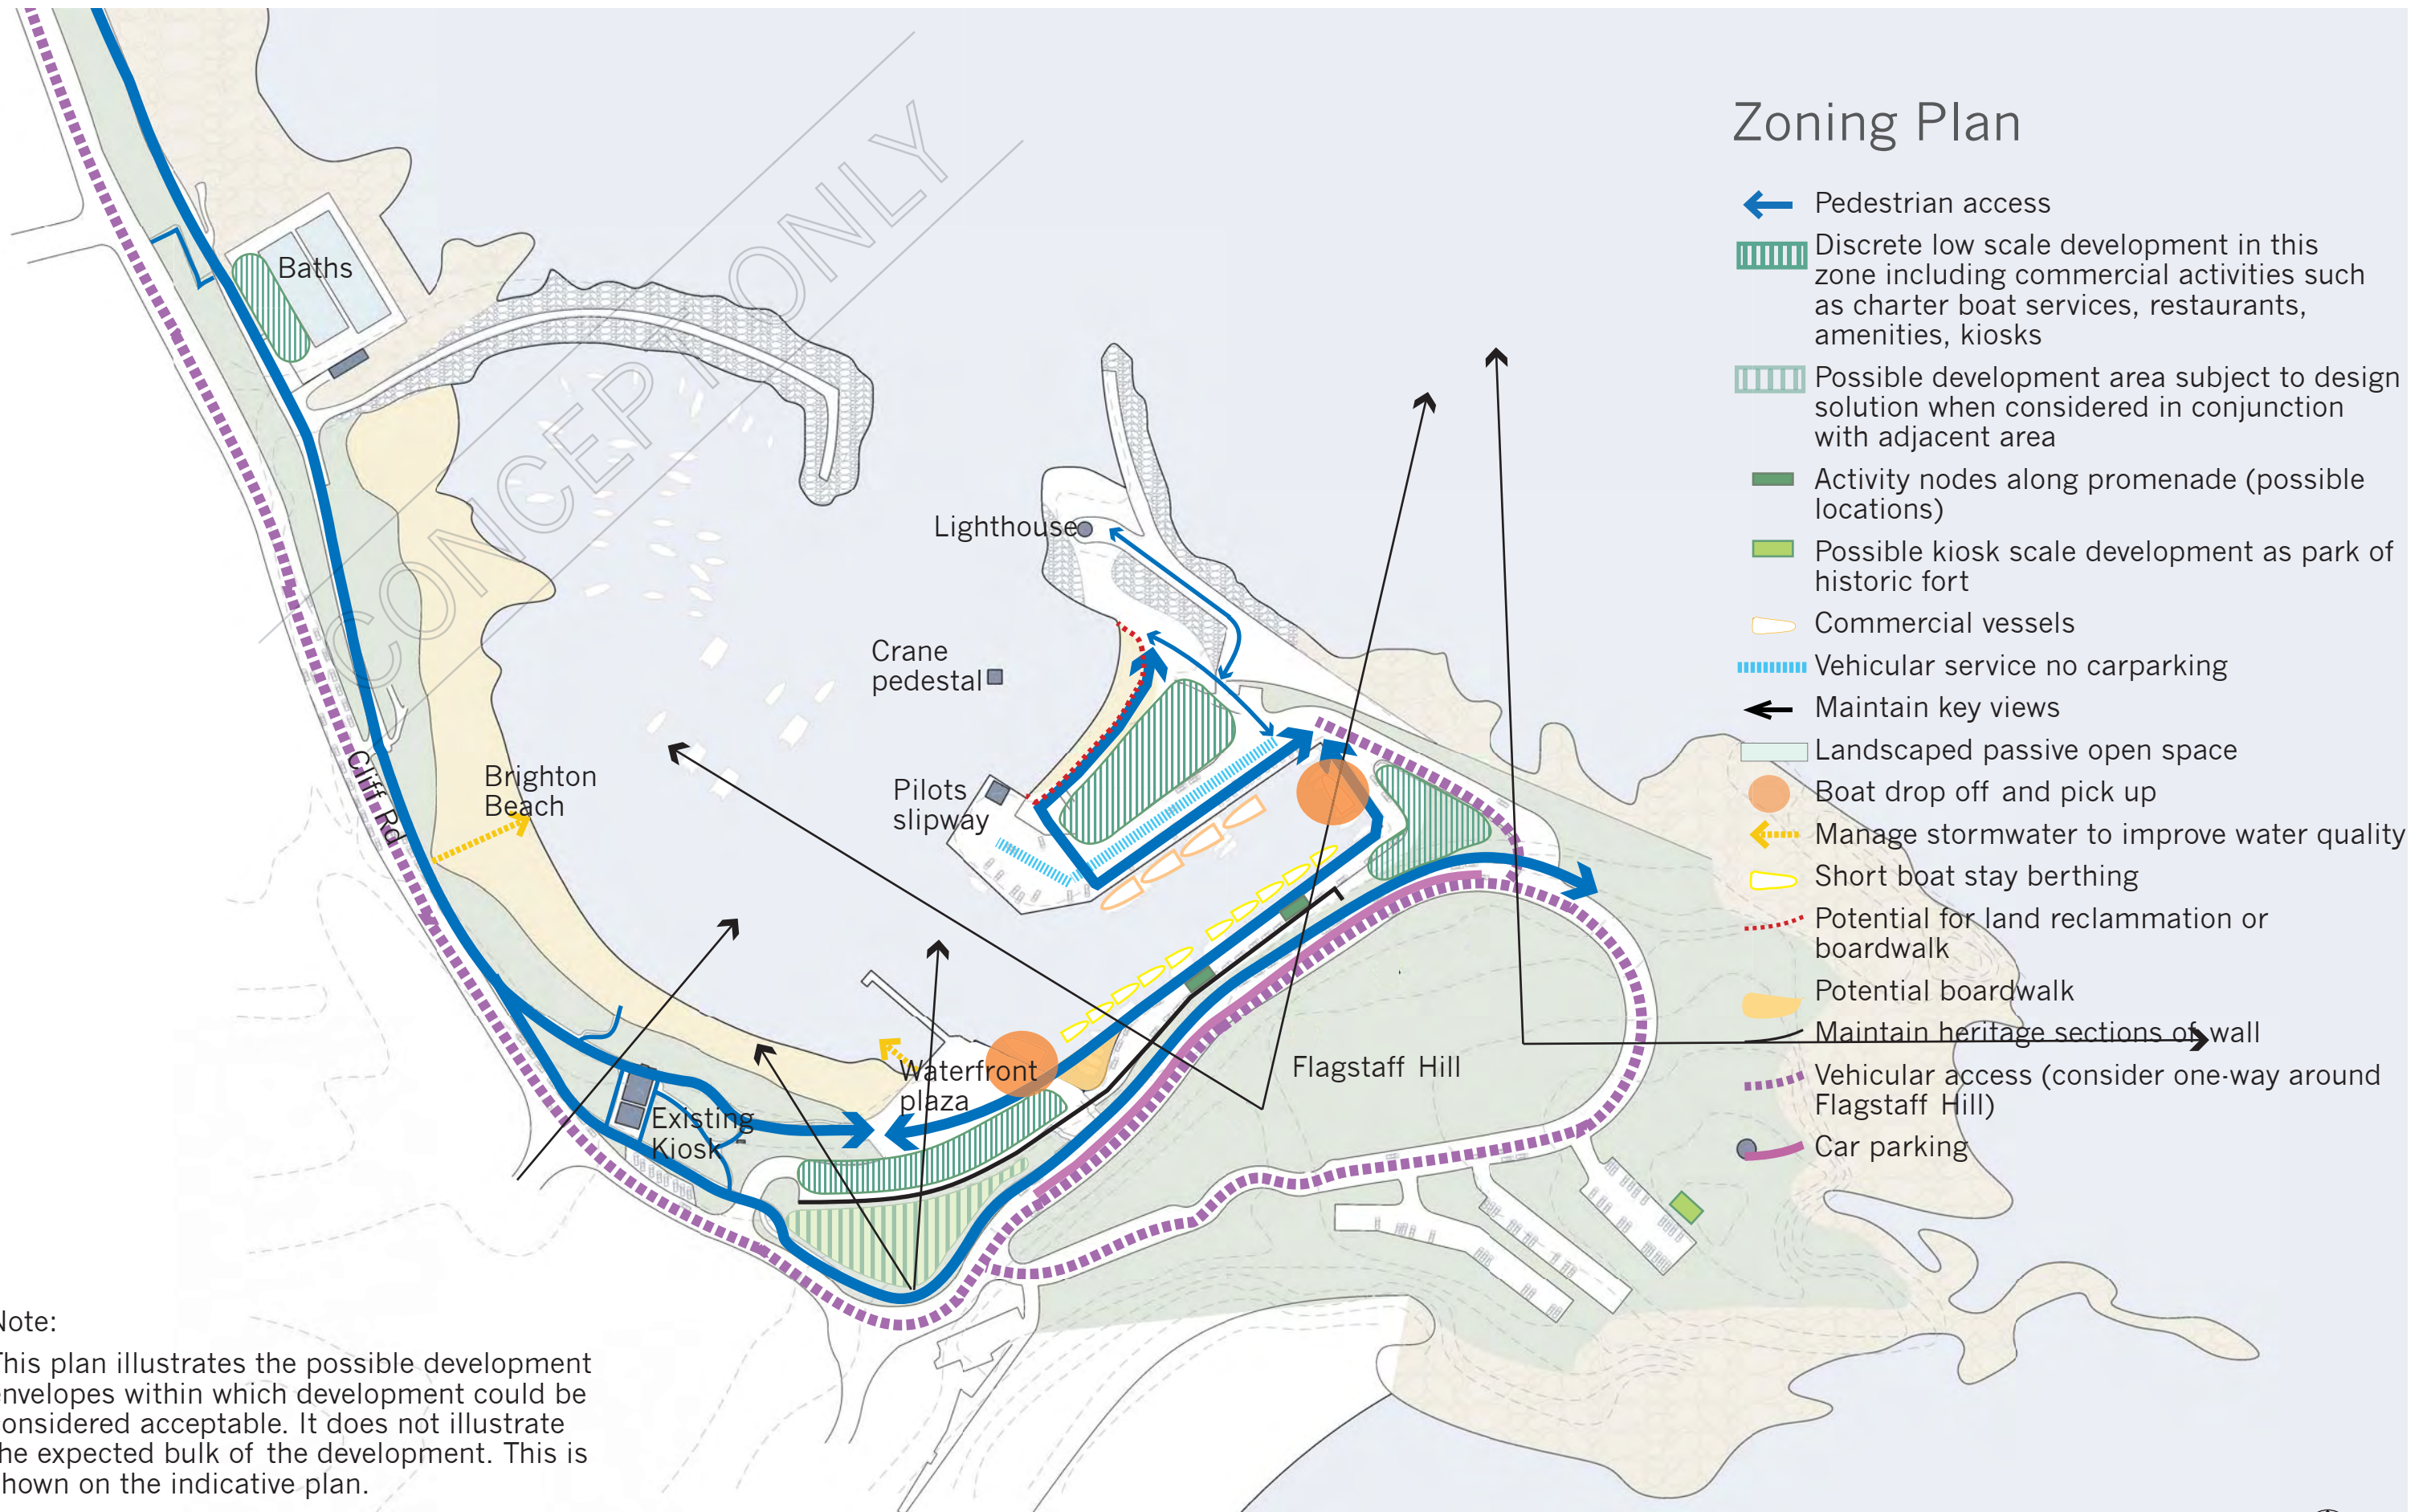 Zoning Plan
Pedestrian access
Discrete low scale development in this
zone including commercial activities such
as charter boat services, restaurants,
amenities, kiosks
Possible development area subject to design
solution when considered in conjunction
with adjacent area
Activity nodes along promenade (possible
locations)
Possible kiosk scale development as park of
historic fort
Commercial vessels
Vehicular service no carparking
Maintain key views
Landscaped passive open space
Boat drop off and pick up
Manage stormwater to improve water quality
Short boat stay berthing
Potential for land reclammation or
boardwalk
Potential boardwalk
Maintain heritage sections of wall
Vehicular access (consider one-way around
Flagstaff Hill)
Car parking
CONCEPT ONLY
Baths
Lighthouse
Crane
pedestal
Pilots
slipway
Cliff Rd
Brighton
Beach
Waterfront
plaza
Existing
Kiosk
Flagstaff Hill
Note:
This plan illustrates the possible development
envelopes within which development could be
considered acceptable. It does not illustrate
the expected bulk of the development. This is
shown on the indicative plan.